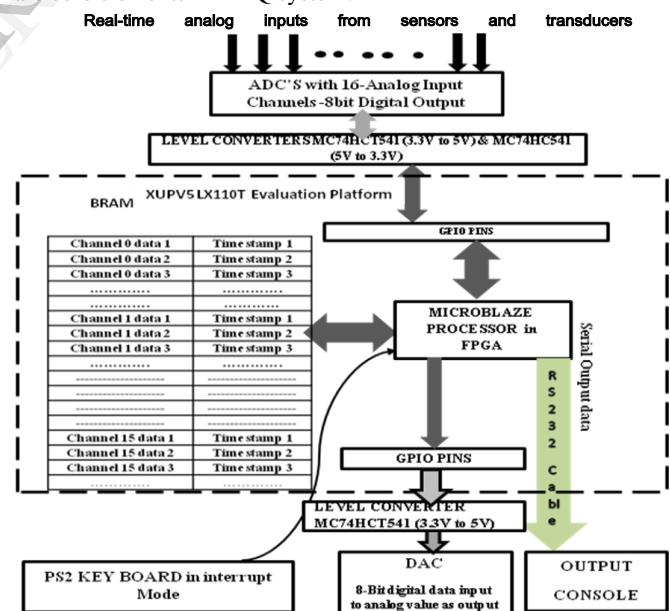 Real-time analog inputs from sensors and transducers
ADC'S with 16-Analog Input
Channels -8bit Digital Output
LEVEL CONVERTERS MC74HCT541 (3.3V to 5V) & MC74HC541
(5V to 3.3V)
XUPV5 LX110T Evaluation Platform
BRAM
GPIO PINS
Channel 0 data 1 Time stamp 1
Channel 0 data 2 Time stamp 2
Channel 0 data 3 Time stamp 3
............. .............
Channel 1 data 1 Time stamp 1
Channel 1 data 2 Time stamp 2
Channel 1 data 3 Time stamp 3
............. .............
Channel 15 data 1 Time stamp 1
Channel 15 data 2 Time stamp 2
Channel 15 data 3 Time stamp 3
............. .............
MICROBLAZE
PROCESSOR in
FPGA
Serial Output data
RS232 Cable
GPIO PINS
LEVEL CONVERTER
MC74HCT541 (3.3V to 5V)
PS2 KEY BOARD in interrupt
Mode
DAC
8-Bit digital data input
to analog value as output
OUTPUT
CONSOLE